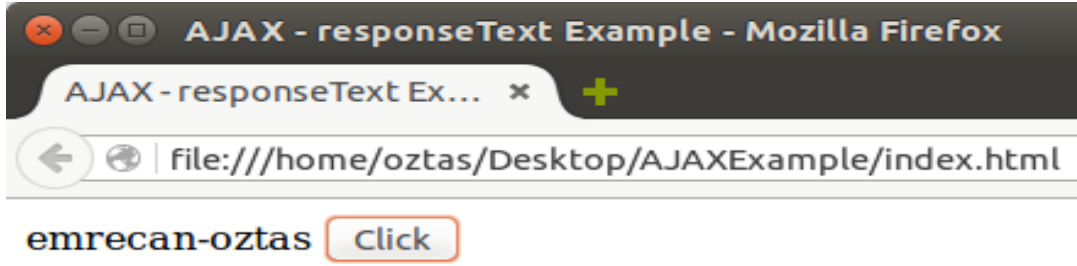 AJAX - responseText Example - Mozilla Firefox
AJAX - responseText Ex...
file:///home/oztas/Desktop/AJAXExample/index.html
emrecan-oztas Click